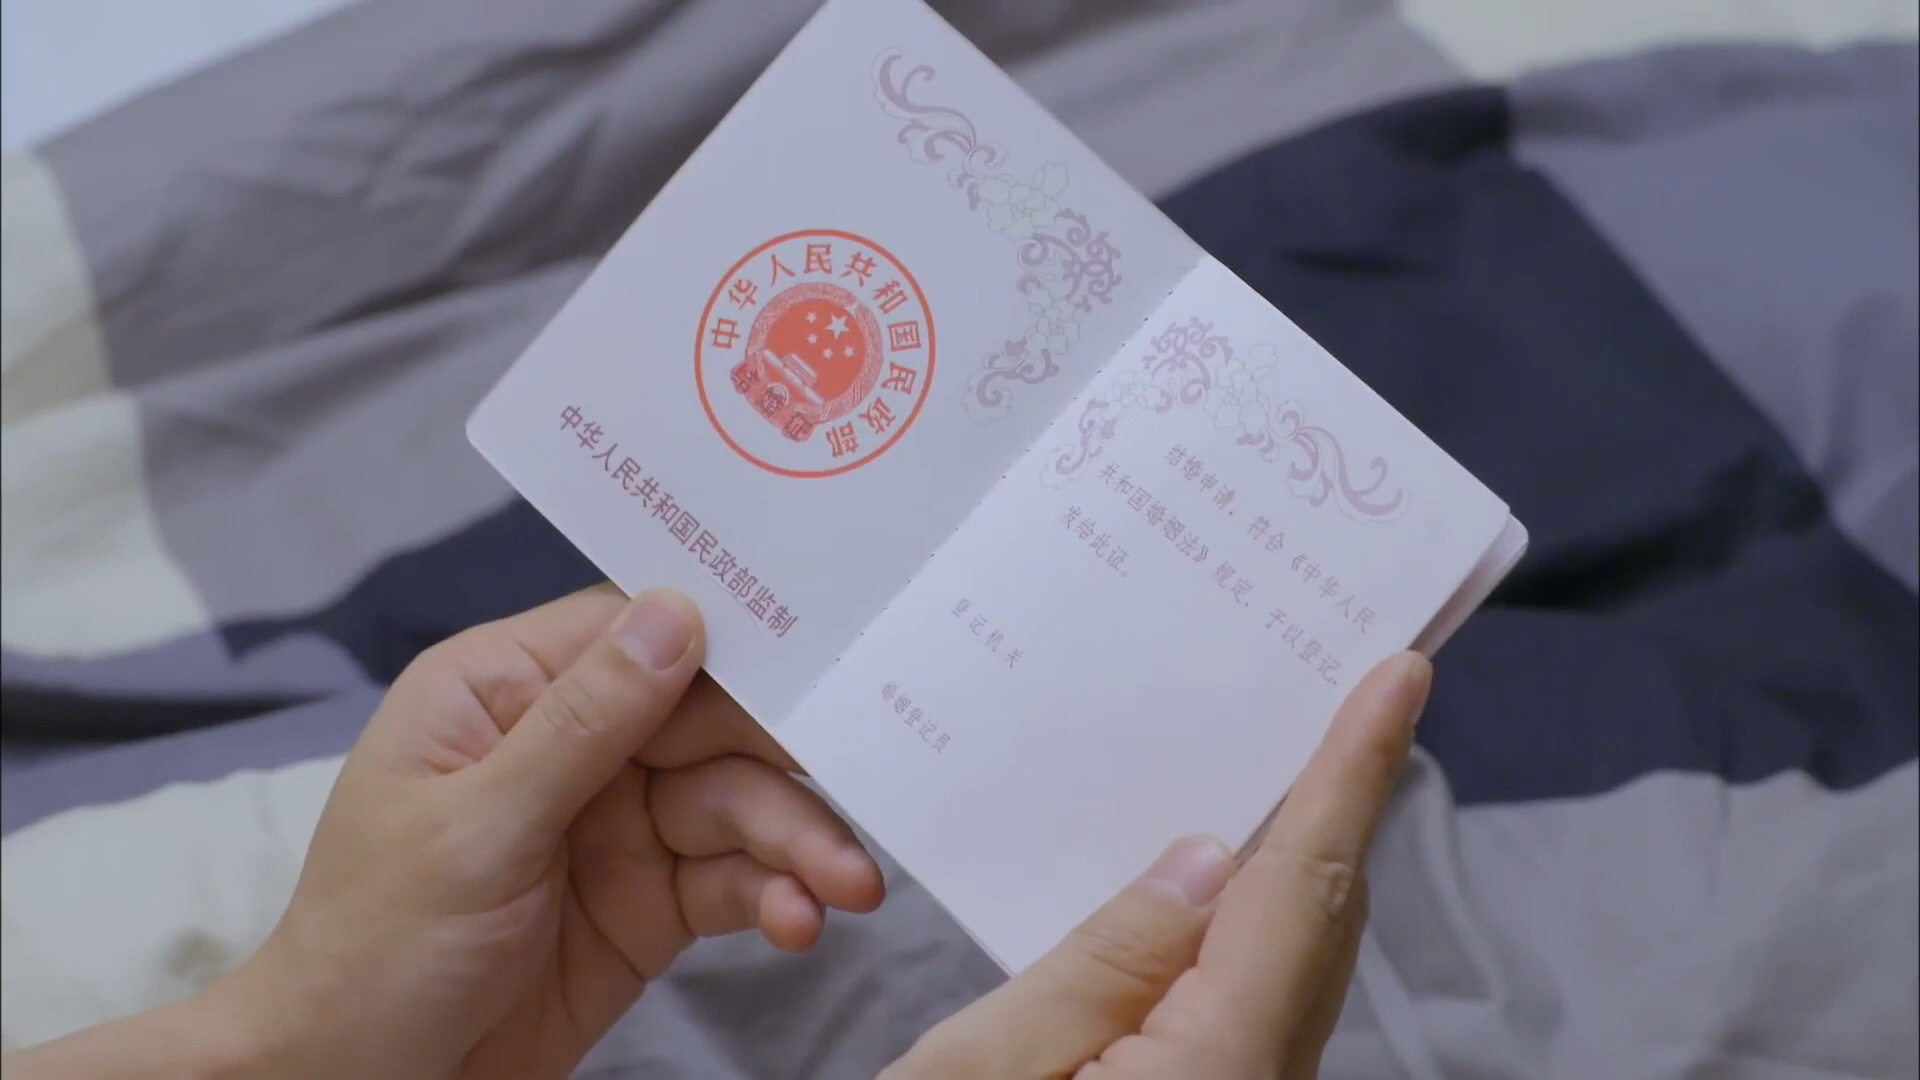 中华人民共和国民政部
中华人民共和国民政部监制
结婚申请，符合《中华人民
共和国婚姻法》规定，予以登记，
发给此证。
登记机关
婚姻登记员